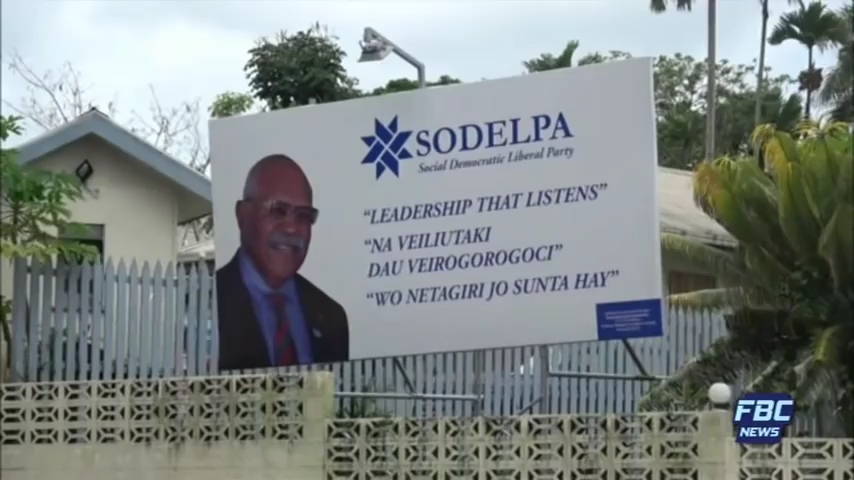 SODELPA
Social Democratic Liberal Party
“LEADERSHIP THAT LISTENS”
“NA VEILIUTAKI
DAU VEIROGOROGOCI”
“WO NETAGIRI JO SUNTA HAY”
FBC
NEWS